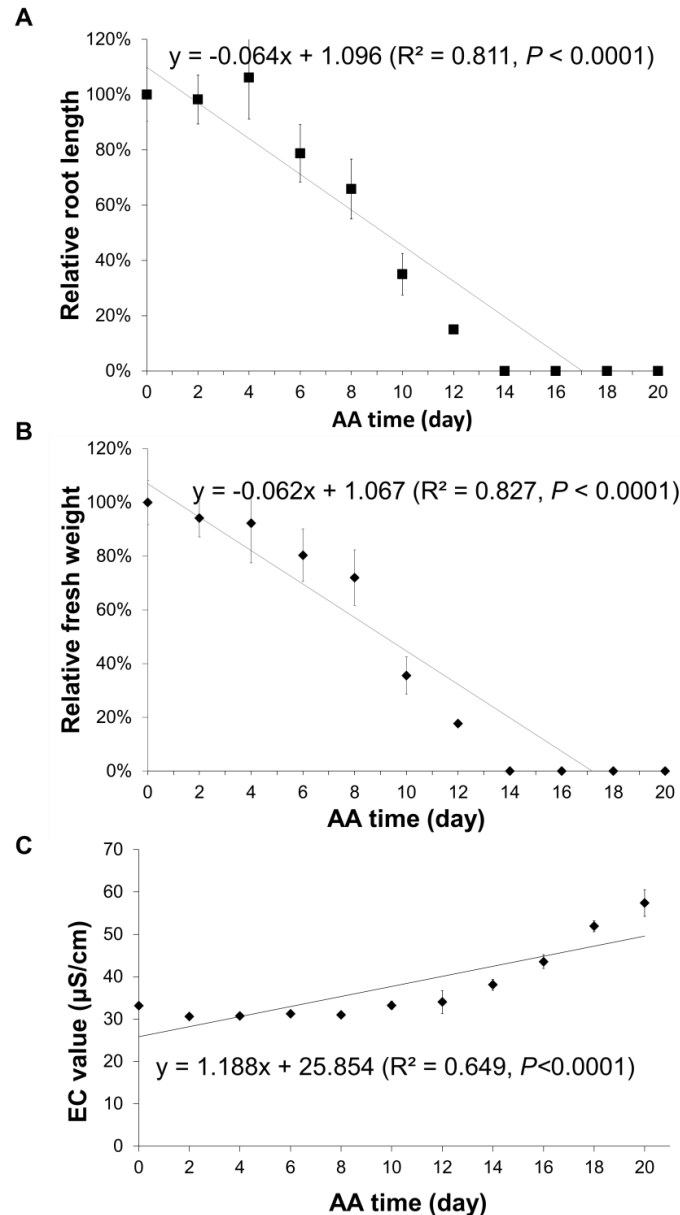 A
120%
100%
80%
60%
40%
20%
0%
Relative root length
y = -0.064x + 1.096 (R² = 0.811, P < 0.0001)
0 2 4 6 8 10 12 14 16 18 20
AA time (day)
B
120%
100%
80%
60%
40%
20%
0%
Relative fresh weight
y = -0.062x + 1.067 (R² = 0.827, P < 0.0001)
0 2 4 6 8 10 12 14 16 18 20
AA time (day)
C
70
60
50
40
30
20
10
0
EC value (µS/cm)
y = 1.188x + 25.854 (R² = 0.649, P<0.0001)
0 2 4 6 8 10 12 14 16 18 20
AA time (day)